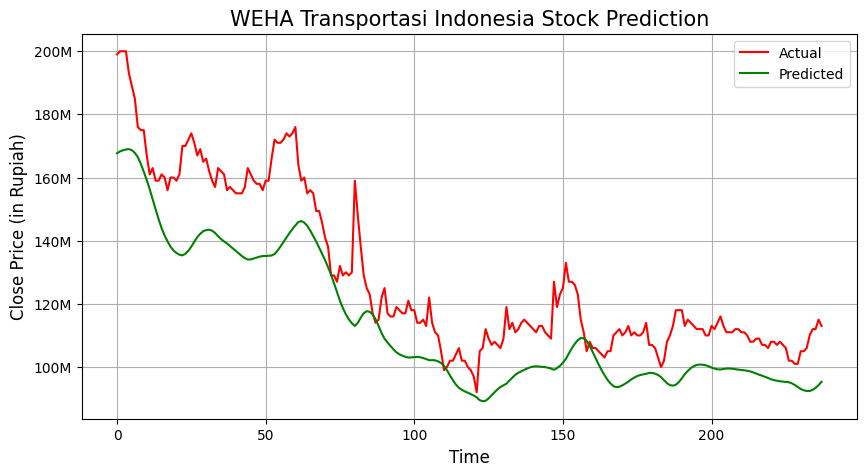 WEHA Transportasi Indonesia Stock Prediction
Actual
Predicted
Close Price (in Rupiah)
200M
180M
160M
140M
120M
100M
0
50
100
150
200
Time